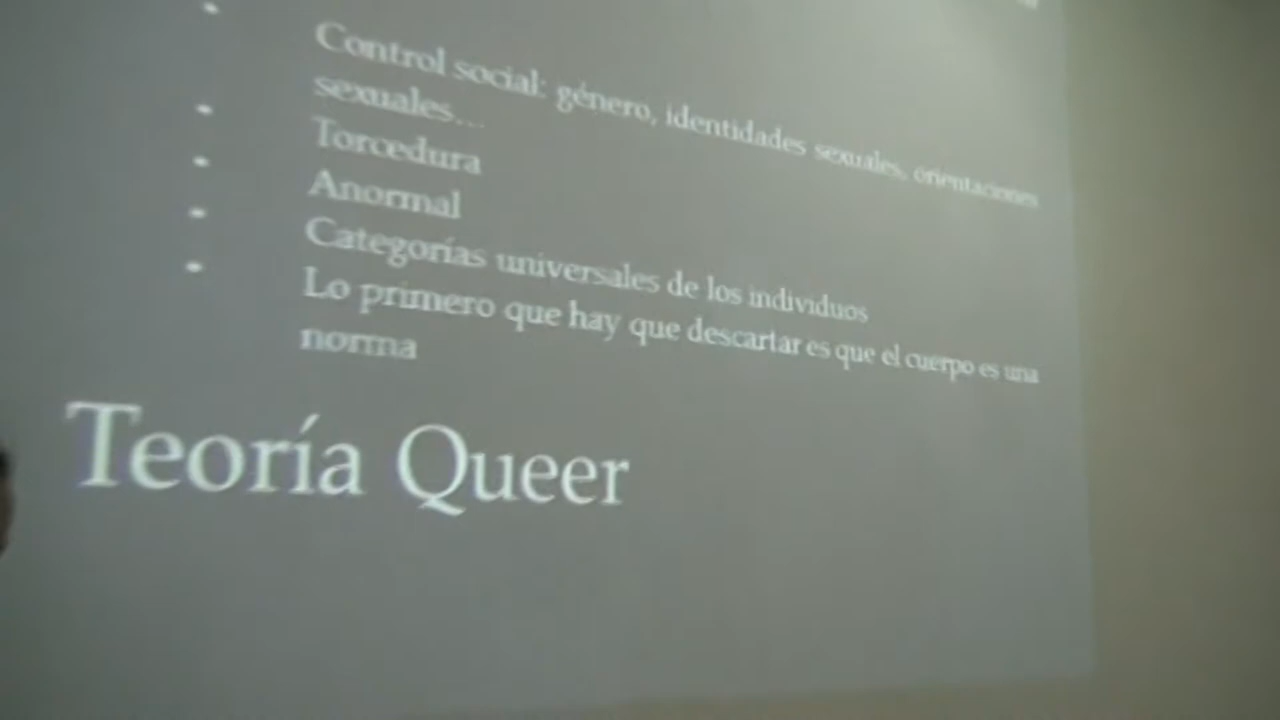 Control social: género, identidades sexuales, orientaciones
sexuales...
Torcedura
Anormal
Categorías universales de los individuos
Lo primero que hay que descartar es que el cuerpo es una
norma
Teoría Queer